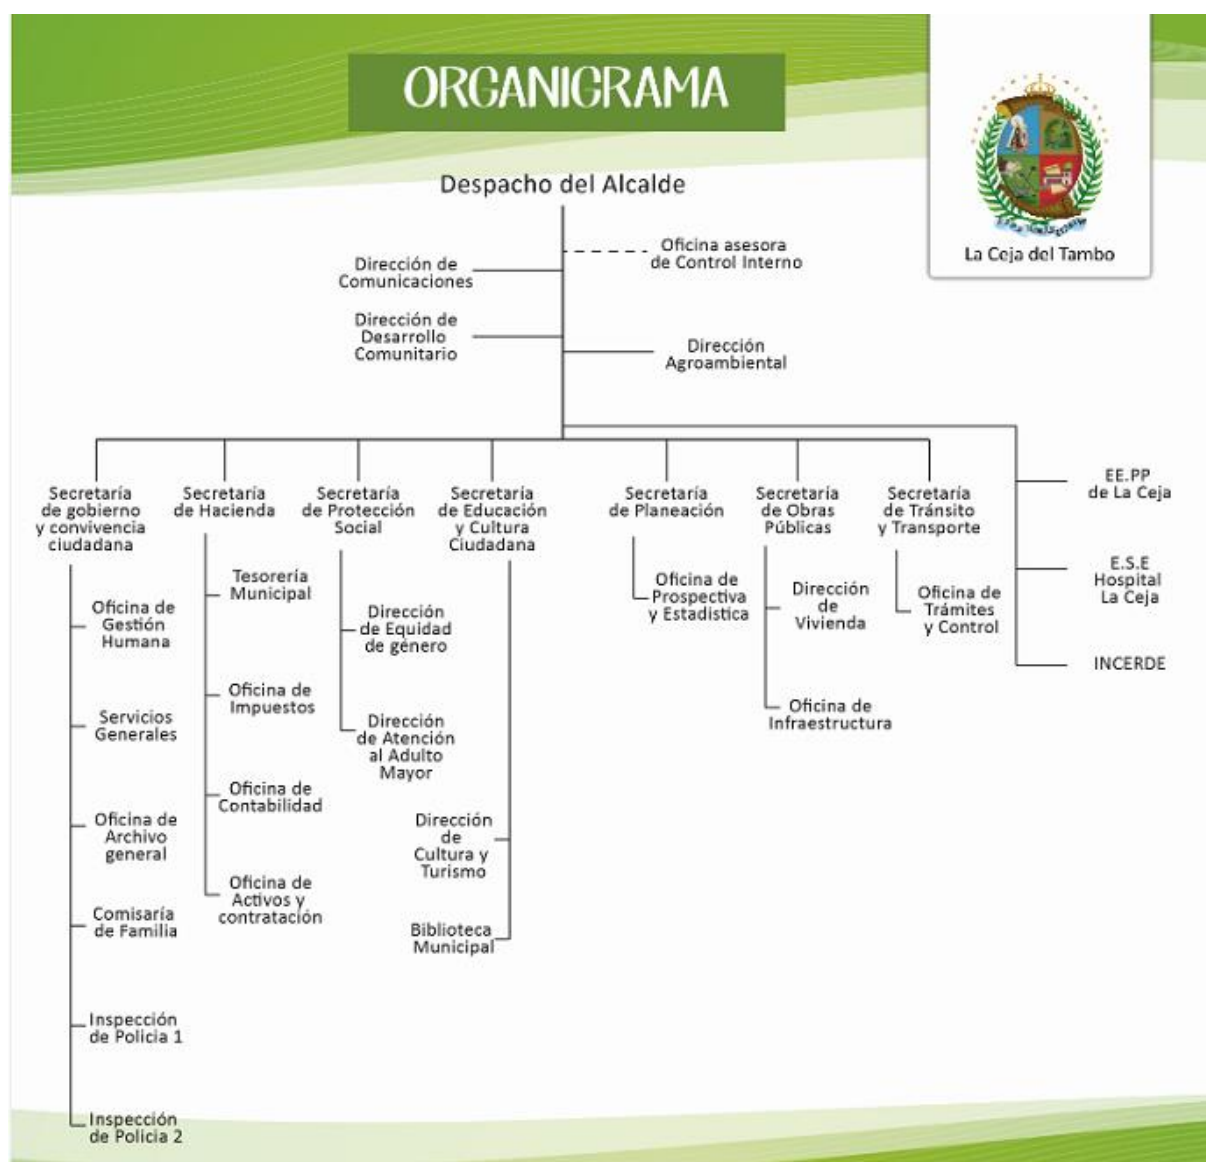 ORGANIGRAMA
La Ceja del Tambo
Despacho del Alcalde
Oficina asesora
de Control Interno
Dirección de
Comunicaciones
Dirección de
Desarrollo
Comunitario
Dirección
Agroambiental
Secretaría
de gobierno
y convivencia
ciudadana
Oficina de
Gestión
Humana
Servicios
Generales
Oficina de
Archivo
general
Comisaría
de Familia
Inspección
de Policia 1
Inspección
de Policia 2
Secretaría
de Hacienda
Tesorería
Municipal
Oficina de
Impuestos
Oficina de
Contabilidad
Oficina de
Activos y
contratación
Secretaría
de Protección
Social
Dirección
de Equidad
de género
Dirección
de Atención
al Adulto
Mayor
Secretaría
de Educación
y Cultura
Ciudadana
Dirección
de
Cultura y
Turismo
Biblioteca
Municipal
Secretaría
de Planeación
Oficina de
Prospectiva
y Estadistica
Secretaría
de Obras
Públicas
Dirección
de
Vivienda
Oficina de
Infraestructura
Secretaría
de Tránsito
y Transporte
Oficina de
Trámites
y Control
EE.PP
de La Ceja
E.S.E
Hospital
La Ceja
INCERDE